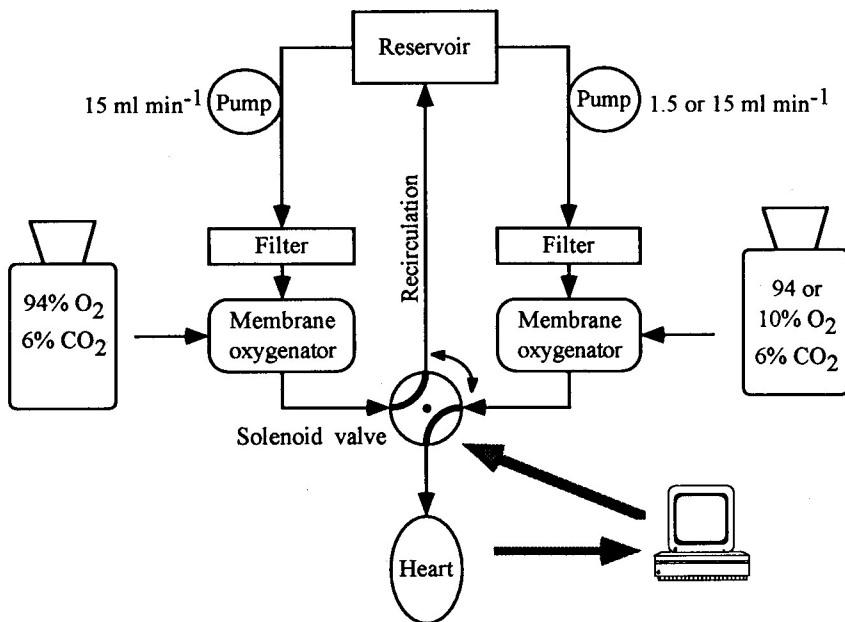 Reservoir
15 ml min⁻¹
Pump
Pump
1.5 or 15 ml min⁻¹
Recirculation
Filter
Filter
94% O₂
6% CO₂
Membrane
oxygenator
Membrane
oxygenator
94 or
10% O₂
6% CO₂
Solenoid valve
Heart